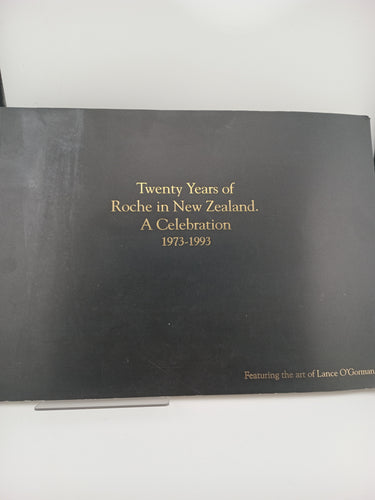 Twenty Years of
Roche in New Zealand.
A Celebration
1973-1993
Featuring the art of Lance O'Gorman